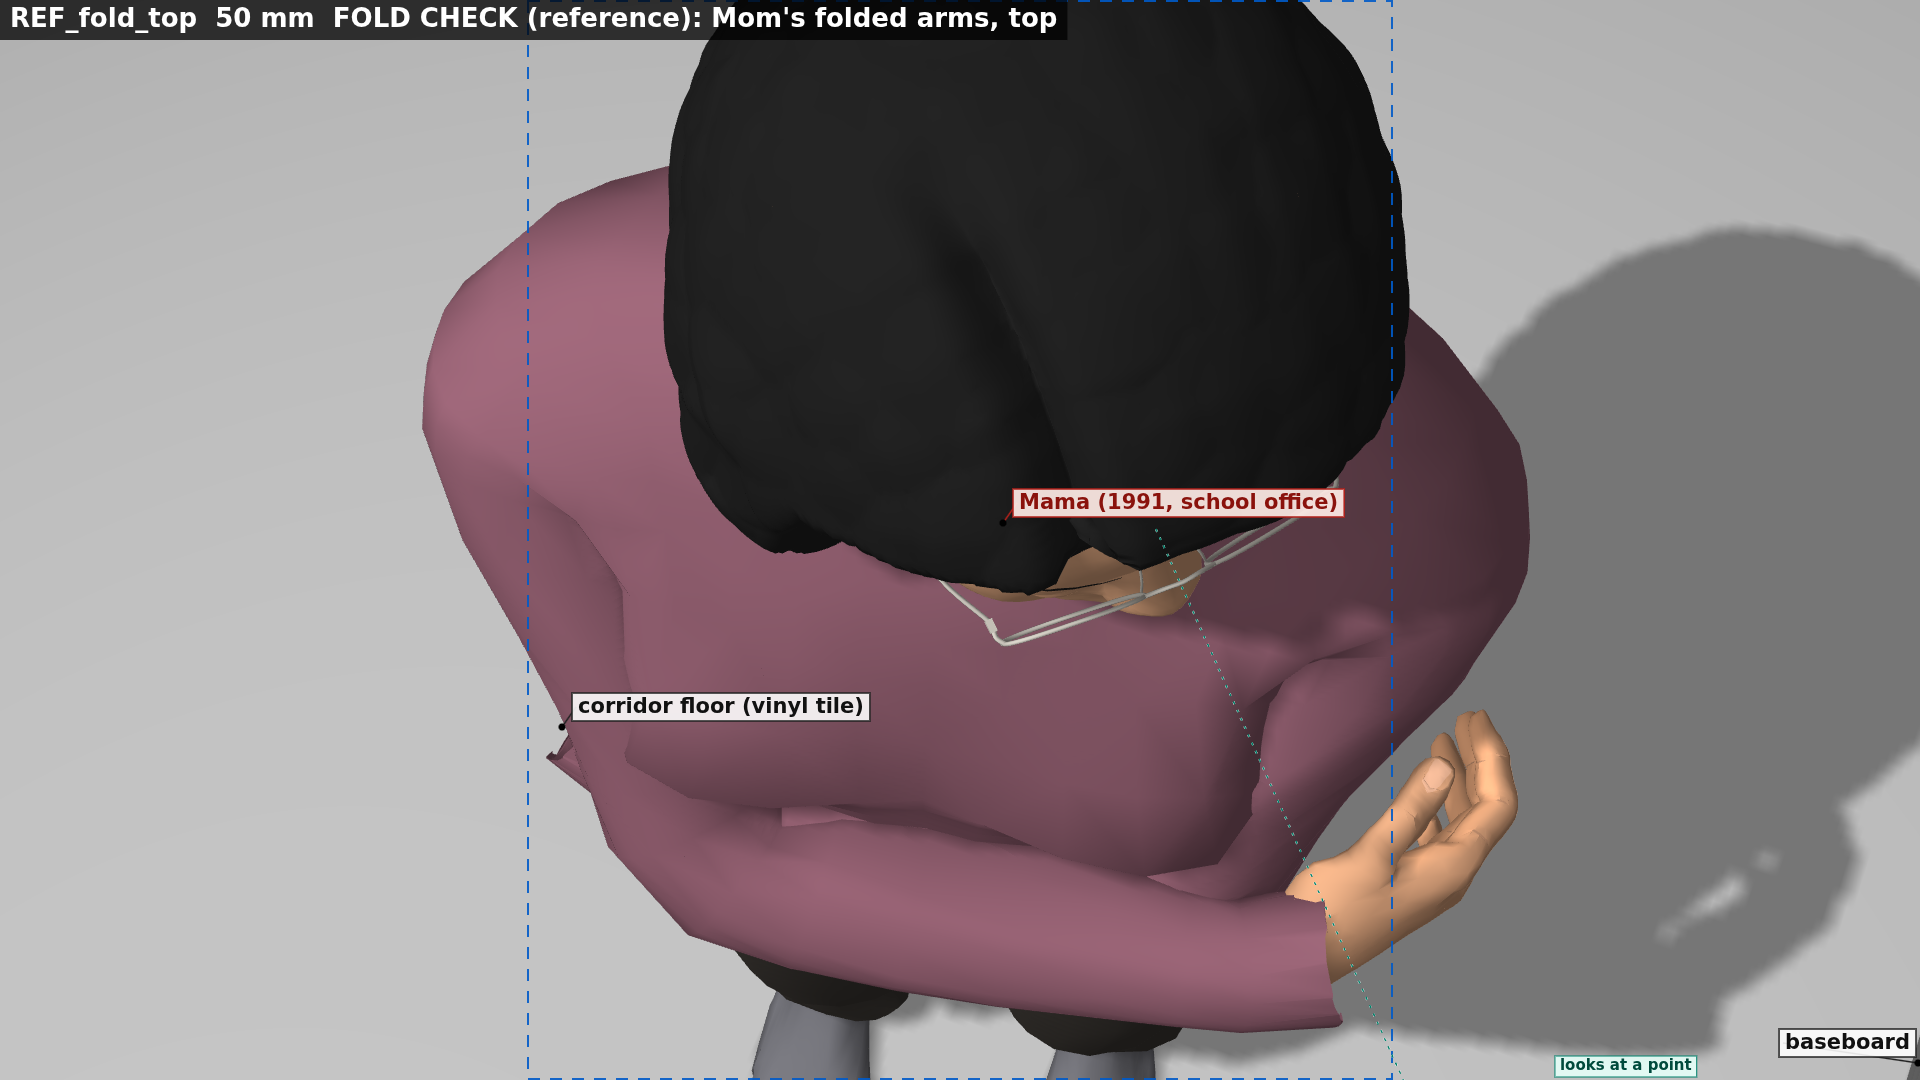 REF_fold_top  50 mm  FOLD CHECK (reference): Mom's folded arms, top
Mama (1991, school office)
corridor floor (vinyl tile)
baseboard
looks at a point